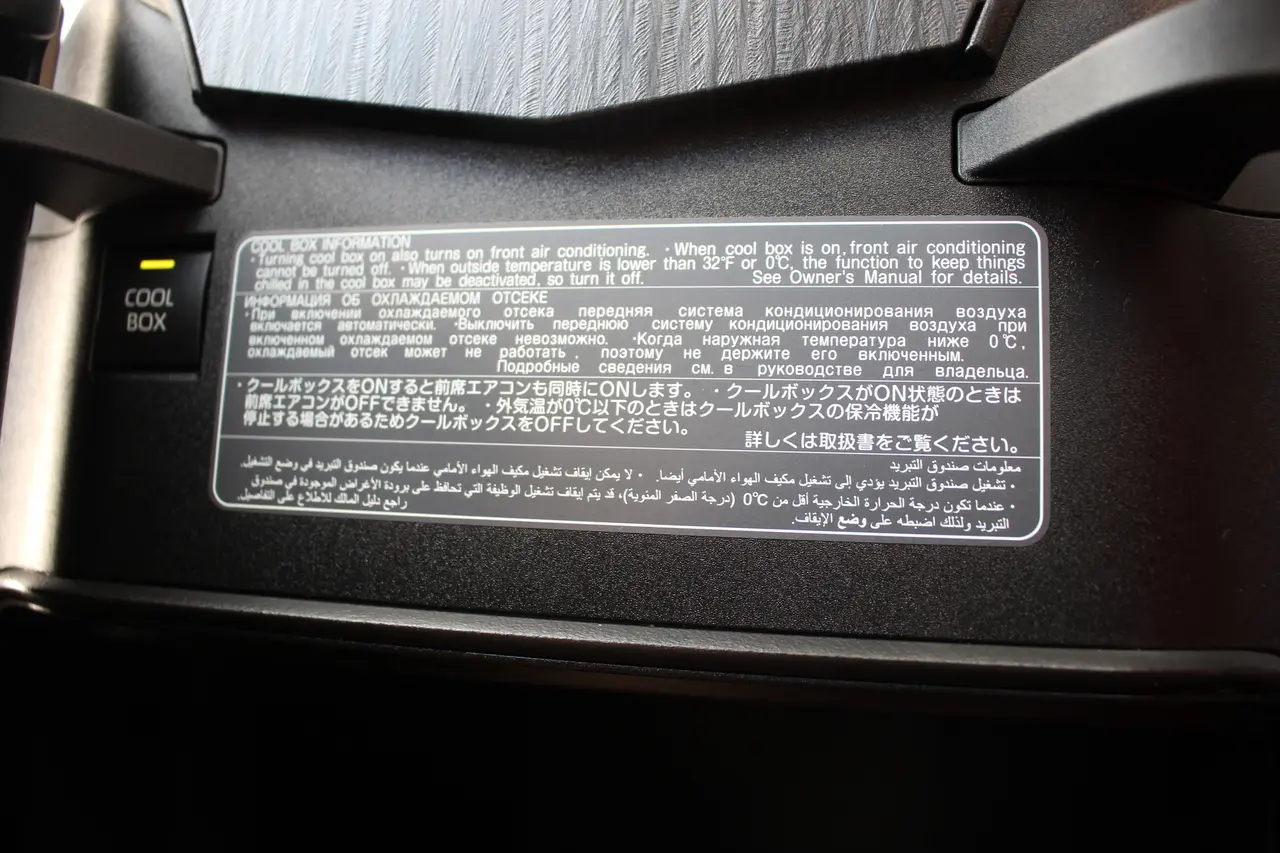 COOL
BOX
COOL BOX INFORMATION
・Turning cool box on also turns on front air conditioning. ・When cool box is on, front air conditioning
cannot be turned off. ・When outside temperature is lower than 32°F or 0℃, the function to keep things
chilled in the cool box may be deactivated, so turn it off. See Owner's Manual for details.
ИНФОРМАЦИЯ ОБ ОХЛАЖДАЕМОМ ОТСЕКЕ
・При включении охлаждаемого отсека передняя система кондиционирования воздуха
включается автоматически. ・Выключить переднюю систему кондиционирования воздуха при
включенном охлаждаемом отсеке невозможно. ・Когда наружная температура ниже 0℃,
охлаждаемый отсек может не работать, поэтому не держите его включенным.
Подробные сведения см. в руководстве для владельца.
・クールボックスをONすると前席エアコンも同時にONします。 ・クールボックスがON状態のときは
前席エアコンがOFFできません。 ・外気温が0℃以下のときはクールボックスの保冷機能が
停止する場合があるためクールボックスをOFFしてください。
詳しくは取扱書をご覧ください。
معلومات صندوق التبريد
・تشغيل صندوق التبريد يؤدي إلى تشغيل مكيف الهواء الأمامي أيضا. ・لا يمكن إيقاف تشغيل مكيف الهواء الأمامي عندما يكون صندوق التبريد في وضع التشغيل.
・عندما تكون درجة الحرارة الخارجية أقل من 0℃ (درجة الصفر المئوية)، قد يتم إيقاف تشغيل الوظيفة التي تحافظ على برودة الأغراض الموجودة في صندوق
التبريد ولذلك اضبطه على وضع الإيقاف. راجع دليل المالك للاطلاع على التفاصيل.